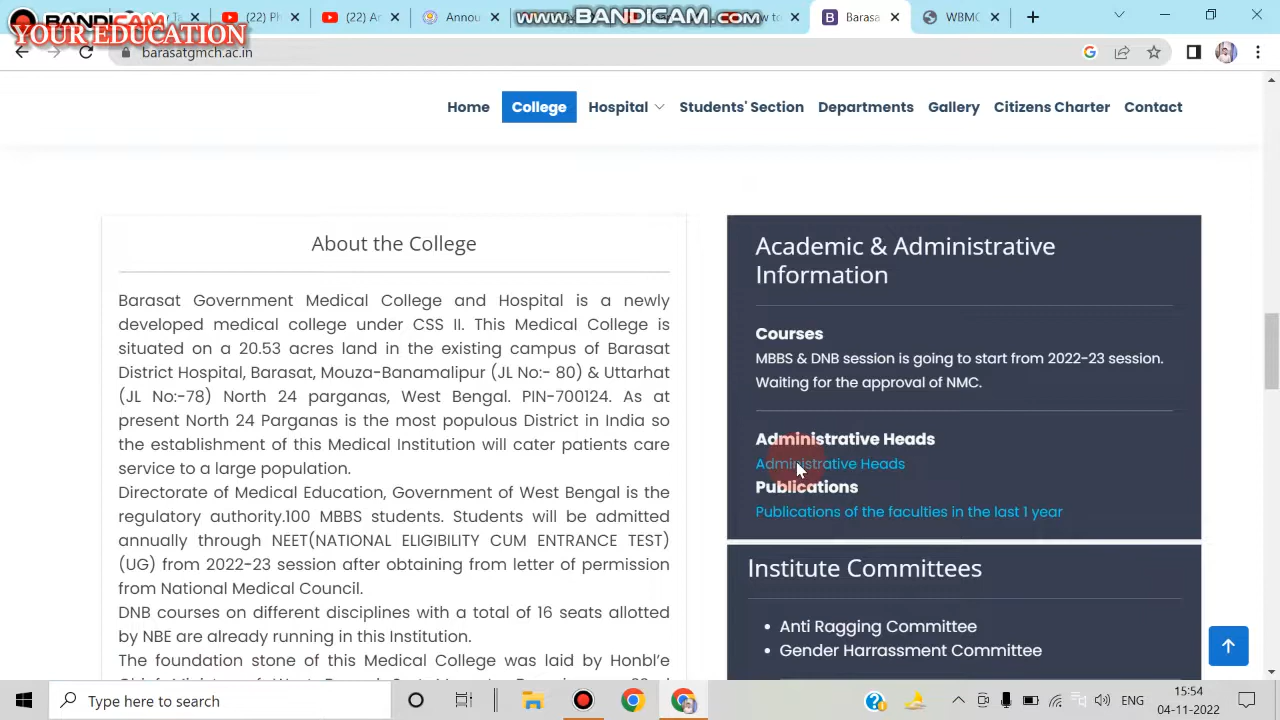 BANDICAM
www.BANDICAM.com
YOUR EDUCATION
(22) Pl
(22) Ar
Annou
w to
Barasa
WBMC
barasatgmch.ac.in
Home College Hospital Students' Section Departments Gallery Citizens Charter Contact
About the College
Barasat Government Medical College and Hospital is a newly
developed medical college under CSS II. This Medical College is
situated on a 20.53 acres land in the existing campus of Barasat
District Hospital, Barasat, Mouza-Banamalipur (JL No:- 80) & Uttarhat
(JL No:-78) North 24 parganas, West Bengal. PIN-700124. As at
present North 24 Parganas is the most populous District in India so
the establishment of this Medical Institution will cater patients care
service to a large population.
Directorate of Medical Education, Government of West Bengal is the
regulatory authority.100 MBBS students. Students will be admitted
annually through NEET(NATIONAL ELIGIBILITY CUM ENTRANCE TEST)
(UG) from 2022-23 session after obtaining from letter of permission
from National Medical Council.
DNB courses on different disciplines with a total of 16 seats allotted
by NBE are already running in this Institution.
The foundation stone of this Medical College was laid by Honbl'e
Academic & Administrative
Information
Courses
MBBS & DNB session is going to start from 2022-23 session.
Waiting for the approval of NMC.
Administrative Heads
Administrative Heads
Publications
Publications of the faculties in the last 1 year
Institute Committees
• Anti Ragging Committee
• Gender Harrassment Committee
Type here to search
ENG
15:54
04-11-2022